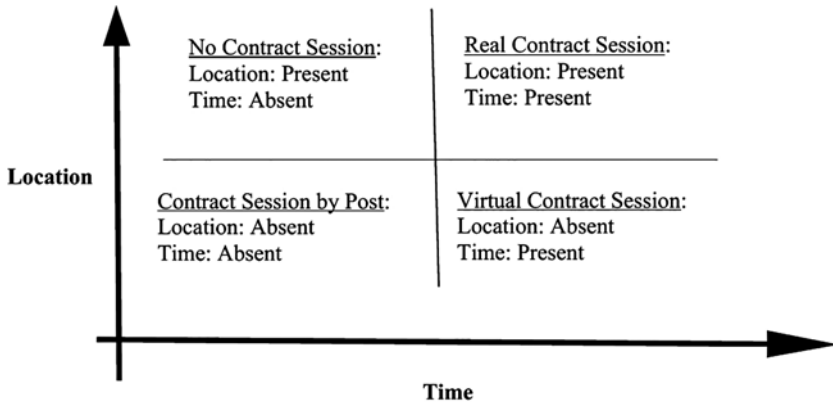 No Contract Session:
Location: Present
Time: Absent
Real Contract Session:
Location: Present
Time: Present
Location
Contract Session by Post:
Location: Absent
Time: Absent
Virtual Contract Session:
Location: Absent
Time: Present
Time